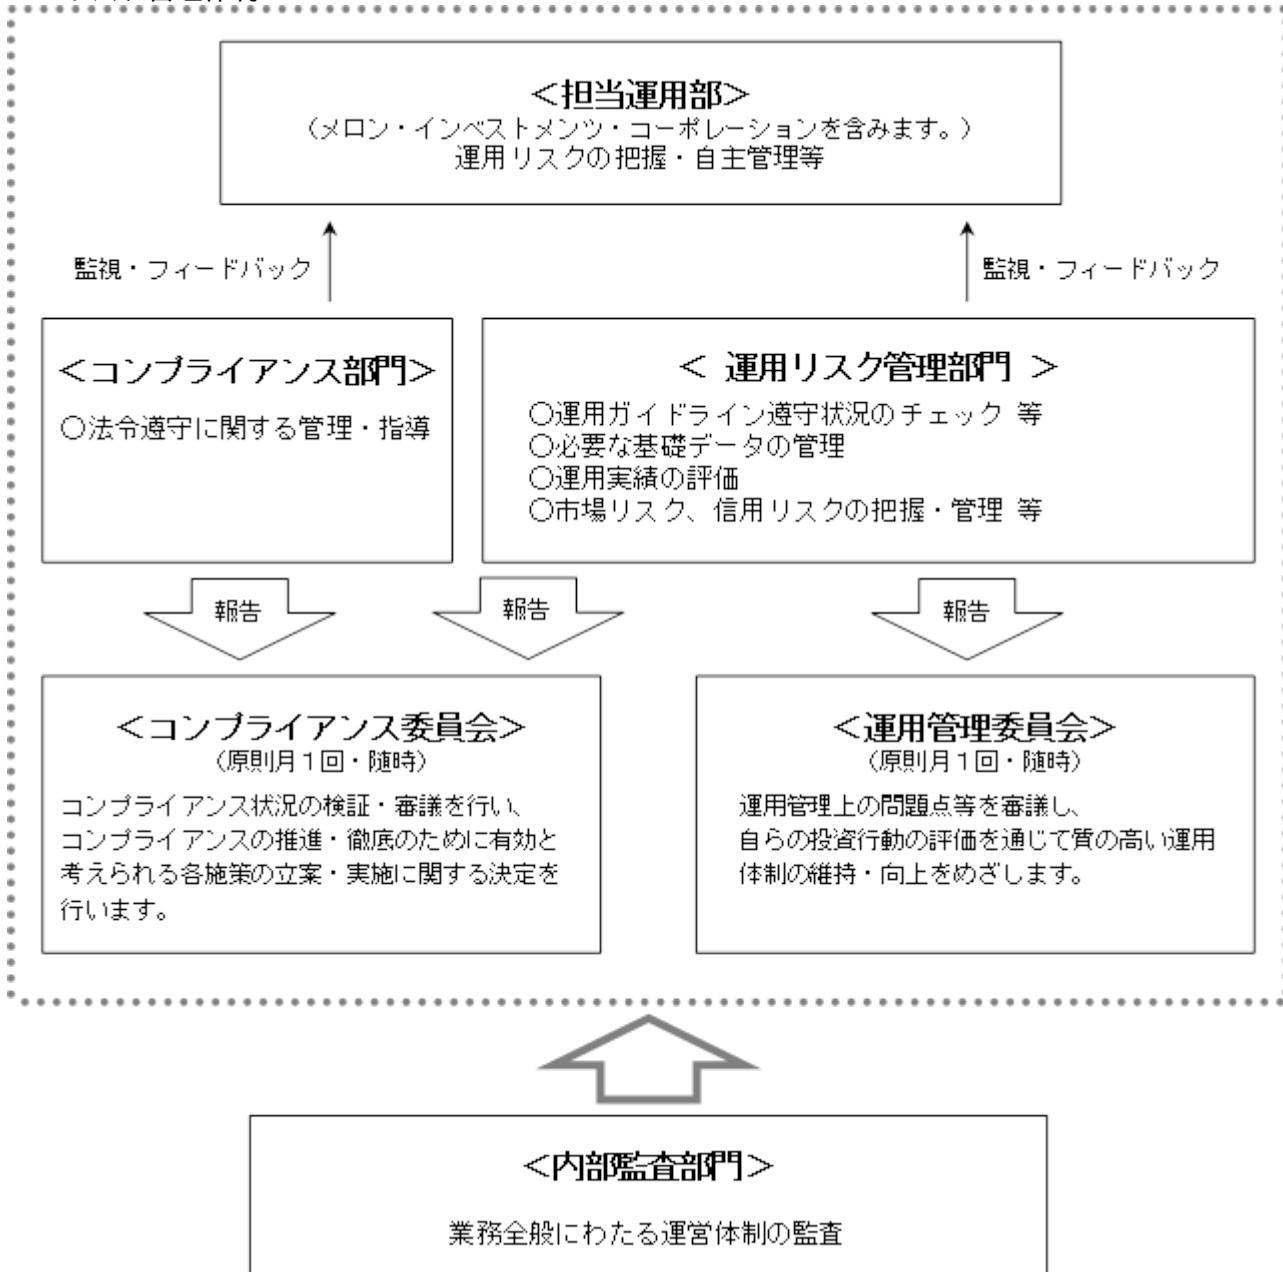 ＜担当運用部＞
（メロン・インベストメンツ・コーポレーションを含みます。）
運用リスクの把握・自主管理等
監視・フィードバック
監視・フィードバック
＜コンプライアンス部門＞
○法令遵守に関する管理・指導
＜ 運用リスク管理部門 ＞
○運用ガイドライン遵守状況のチェック 等
○必要な基礎データの管理
○運用実績の評価
○市場リスク、信用リスクの把握・管理 等
報告
報告
報告
＜コンプライアンス委員会＞
（原則月１回・随時）
コンプライアンス状況の検証・審議を行い、
コンプライアンスの推進・徹底のために有効と
考えられる各施策の立案・実施に関する決定を
行います。
＜運用管理委員会＞
（原則月１回・随時）
運用管理上の問題点等を審議し、
自らの投資行動の評価を通じて質の高い運用
体制の維持・向上をめざします。
＜内部監査部門＞
業務全般にわたる運営体制の監査